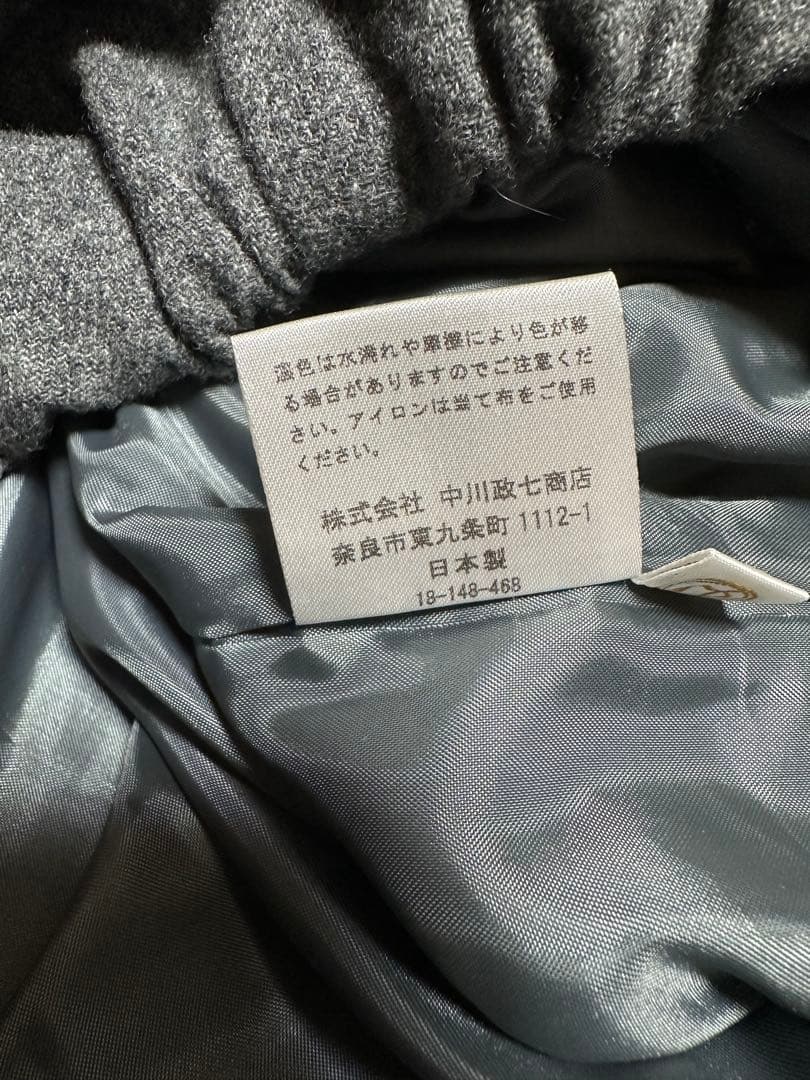 濃色は水濡れや摩擦により色が移
る場合がありますのでご注意くだ
さい。アイロンは当て布をご使用
ください。
株式会社 中川政七商店
奈良市東九条町 1112-1
日本製
18-148-468